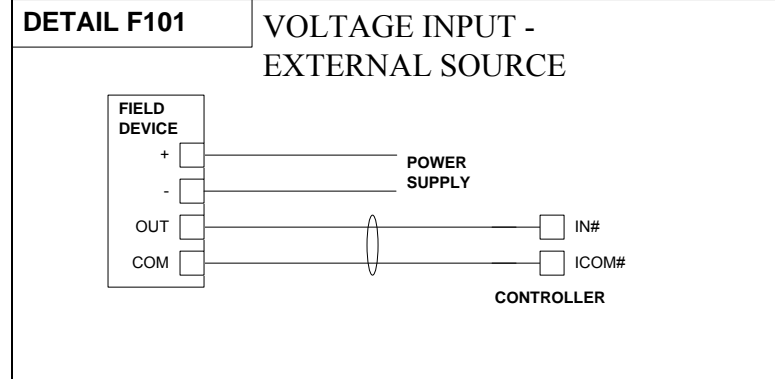 DETAIL F101
VOLTAGE INPUT -
EXTERNAL SOURCE
FIELD
DEVICE
+
-
OUT
COM
POWER
SUPPLY
IN#
ICOM#
CONTROLLER